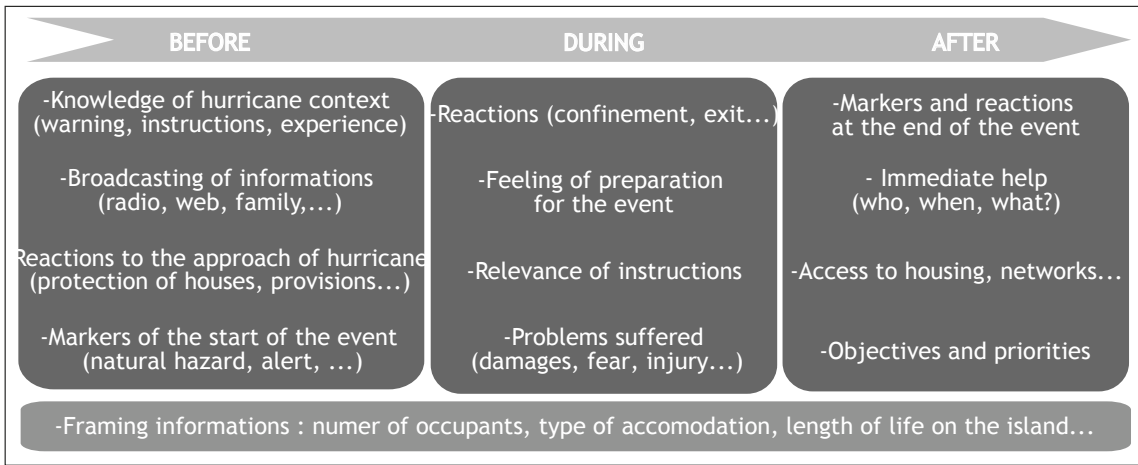 BEFORE
DURING
AFTER
-Knowledge of hurricane context
(warning, instructions, experience)
-Broadcasting of informations
(radio, web, family,...)
Reactions to the approach of hurricane
(protection of houses, provisions...)
-Markers of the start of the event
(natural hazard, alert, ...)
-Reactions (confinement, exit...)
-Feeling of preparation
for the event
-Relevance of instructions
-Problems suffered
(damages, fear, injury...)
-Markers and reactions
at the end of the event
- Immediate help
(who, when, what?)
-Access to housing, networks...
-Objectives and priorities
-Framing informations : numer of occupants, type of accomodation, length of life on the island...